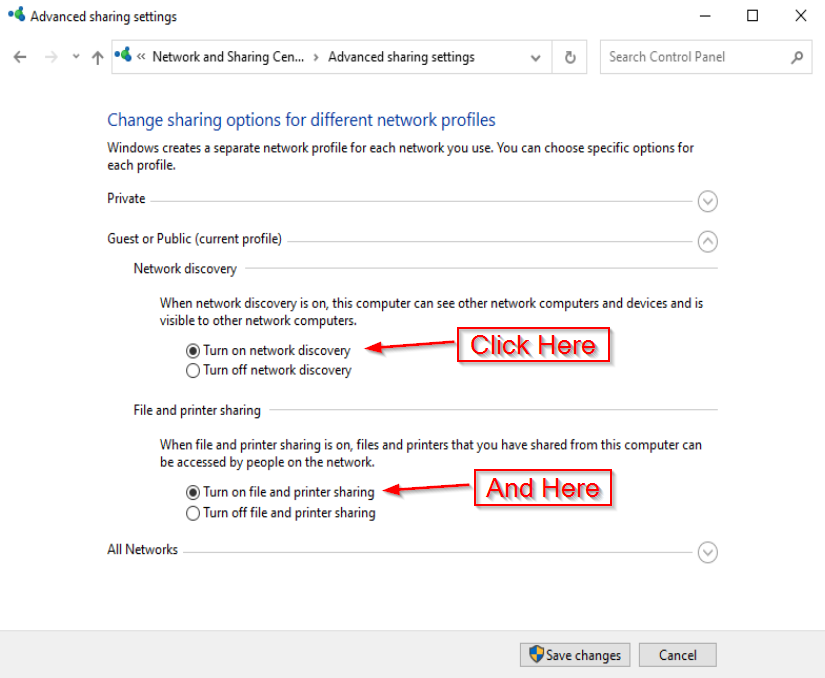 Advanced sharing settings
« Network and Sharing Cen... › Advanced sharing settings
Search Control Panel
Change sharing options for different network profiles
Windows creates a separate network profile for each network you use. You can choose specific options for
each profile.
Private
Guest or Public (current profile)
Network discovery
When network discovery is on, this computer can see other network computers and devices and is
visible to other network computers.
Turn on network discovery
Click Here
Turn off network discovery
File and printer sharing
When file and printer sharing is on, files and printers that you have shared from this computer can
be accessed by people on the network.
Turn on file and printer sharing
And Here
Turn off file and printer sharing
All Networks
Save changes
Cancel